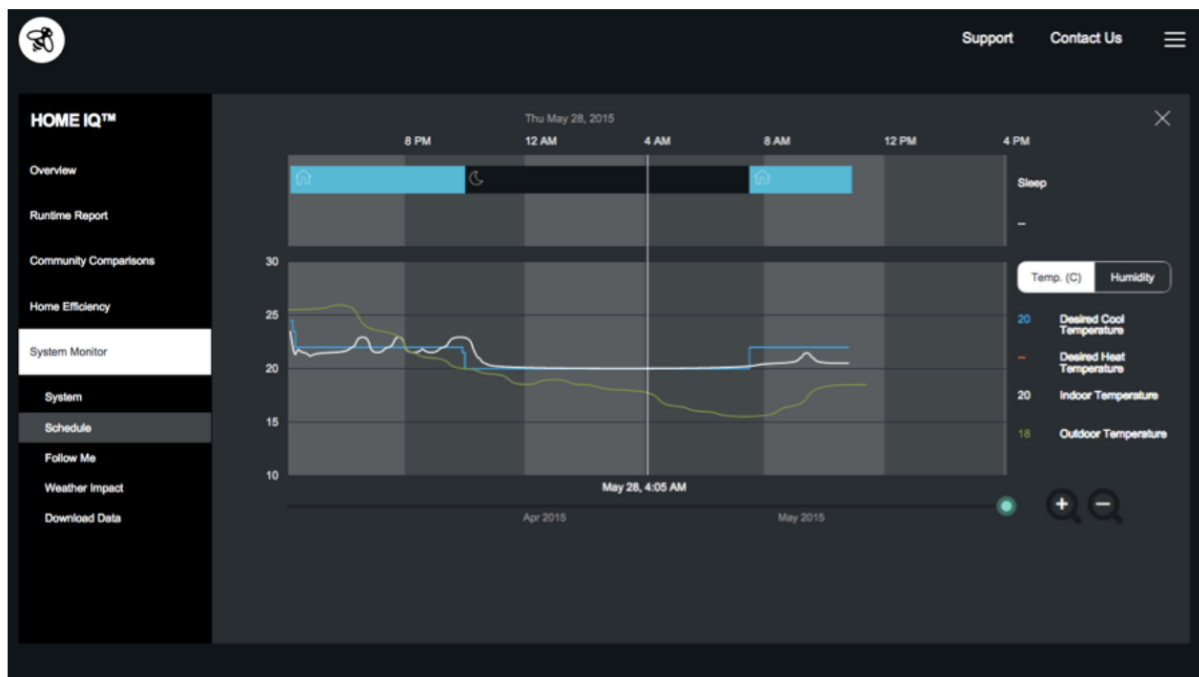 Support
Contact Us
HOME IQ™
Overview
Runtime Report
Community Comparisons
Home Efficiency
System Monitor
System
Schedule
Follow Me
Weather Impact
Download Data
Thu May 28, 2015
8 PM
12 AM
4 AM
8 AM
12 PM
4 PM
Sleep
–
30
25
20
15
10
Temp. (C)
Humidity
20 Desired Cool
Temperature
– Desired Heat
Temperature
20 Indoor Temperature
18 Outdoor Temperature
May 28, 4:05 AM
Apr 2015
May 2015